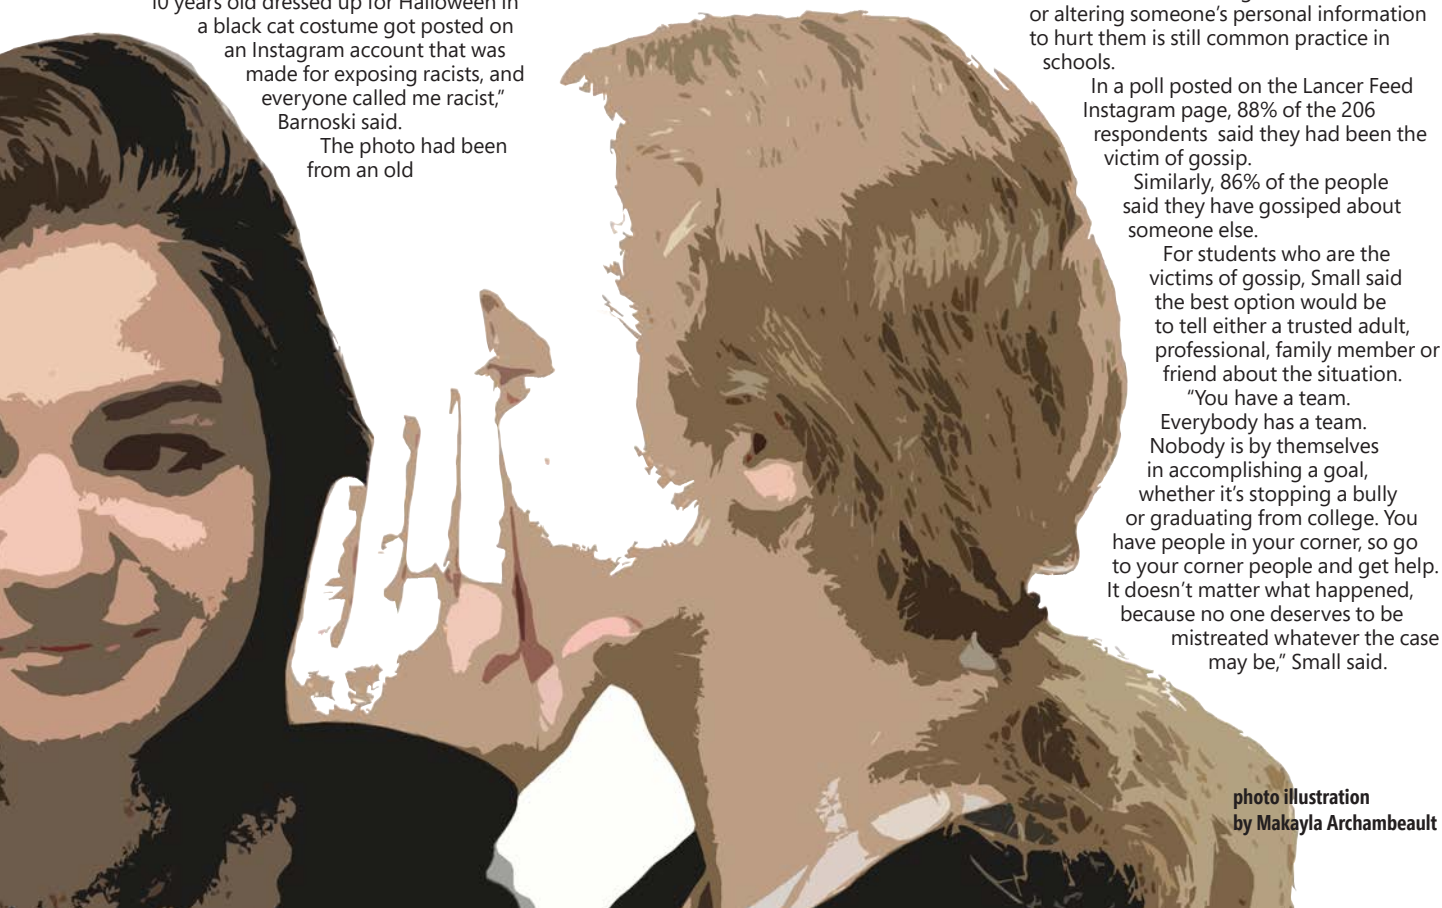 10 years old dressed up for Halloween in
a black cat costume got posted on
an Instagram account that was
made for exposing racists, and
everyone called me racist,”
Barnoski said.
The photo had been
from an old
or altering someone’s personal information
to hurt them is still common practice in
schools.
In a poll posted on the Lancer Feed
Instagram page, 88% of the 206
respondents said they had been the
victim of gossip.
Similarly, 86% of the people
said they have gossiped about
someone else.
For students who are the
victims of gossip, Small said
the best option would be
to tell either a trusted adult,
professional, family member or
friend about the situation.
“You have a team.
Everybody has a team.
Nobody is by themselves
in accomplishing a goal,
whether it’s stopping a bully
or graduating from college. You
have people in your corner, so go
to your corner people and get help.
It doesn’t matter what happened,
because no one deserves to be
mistreated whatever the case
may be,” Small said.
photo illustration
by Makayla Archambeault